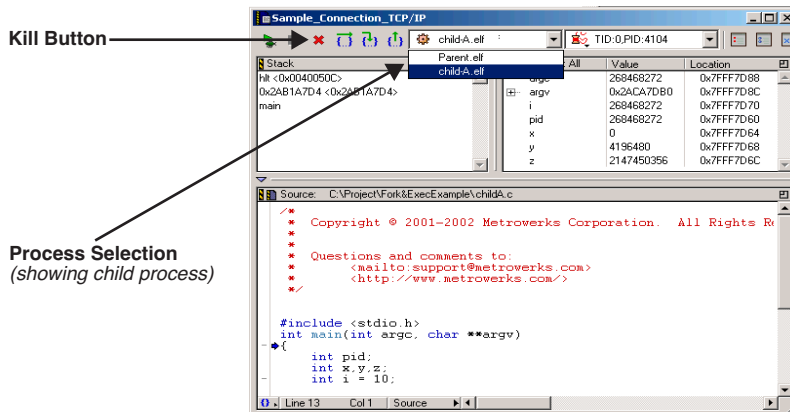 Sample_Connection_TCP/IP
Kill Button
child-A.elf
TID:0,PID:4104
Parent.elf
child-A.elf
Stack
All Value Location
hlt <0x0040050C>
0x2AB1A7D4 <0x2AB1A7D4>
main
argc 268468272 0x7FFF7D88
argv 0x2ACA7DB0 0x7FFF7D8C
i 268468272 0x7FFF7D70
pid 268468272 0x7FFF7D60
x 0 0x7FFF7D64
y 4196480 0x7FFF7D68
z 2147450356 0x7FFF7D6C
Source: C:\Project\Fork&ExecExample\childA.c
/*
* Copyright © 2001-2002 Metrowerks Corporation. All Rights Re
*
*
* Questions and comments to:
* <mailto:support@metrowerks.com>
* <http://www.metrowerks.com/>
*/
Process Selection
(showing child process)
#include <stdio.h>
int main(int argc, char **argv)
{
int pid;
int x,y,z;
int i = 10;
Line 13 Col 1 Source